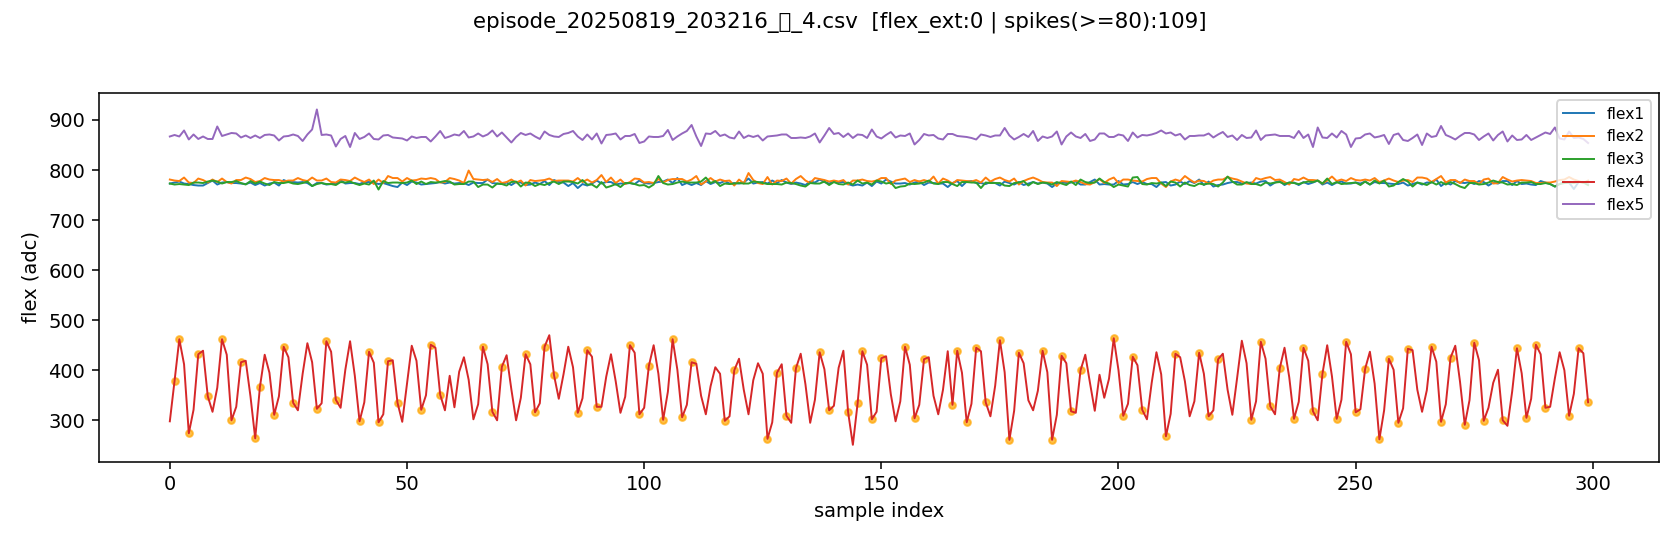 episode_20250819_203216_▯_4.csv [flex_ext:0 | spikes(>=80):109]
900
800
700
600
500
400
300
flex (adc)
flex1
flex2
flex3
flex4
flex5
0
50
100
150
200
250
300
sample index